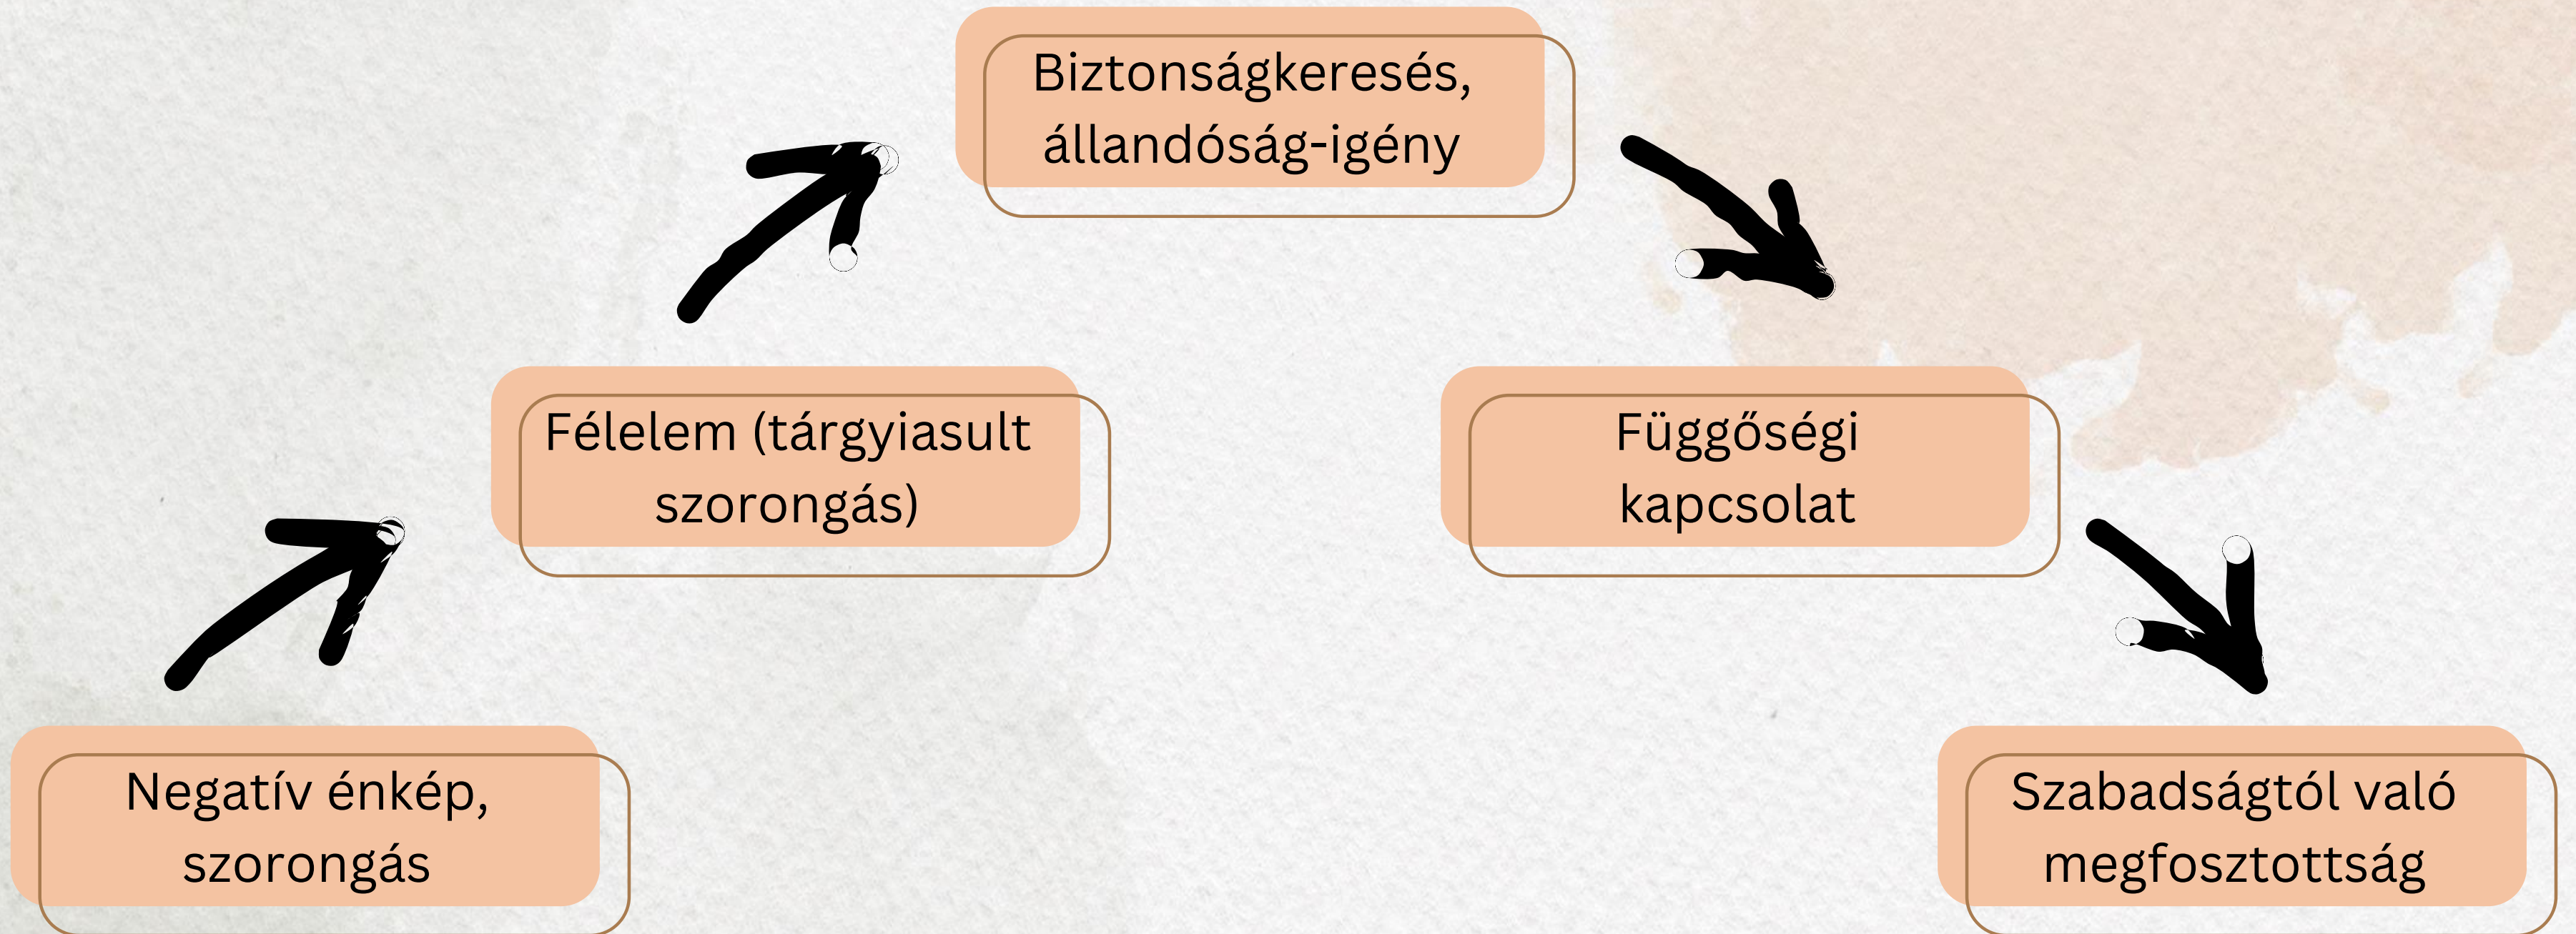 Biztonságkeresés,
állandóság-igény
Félelem (tárgyiasult
szorongás)
Függőségi
kapcsolat
Negatív énkép,
szorongás
Szabadságtól való
megfosztottság